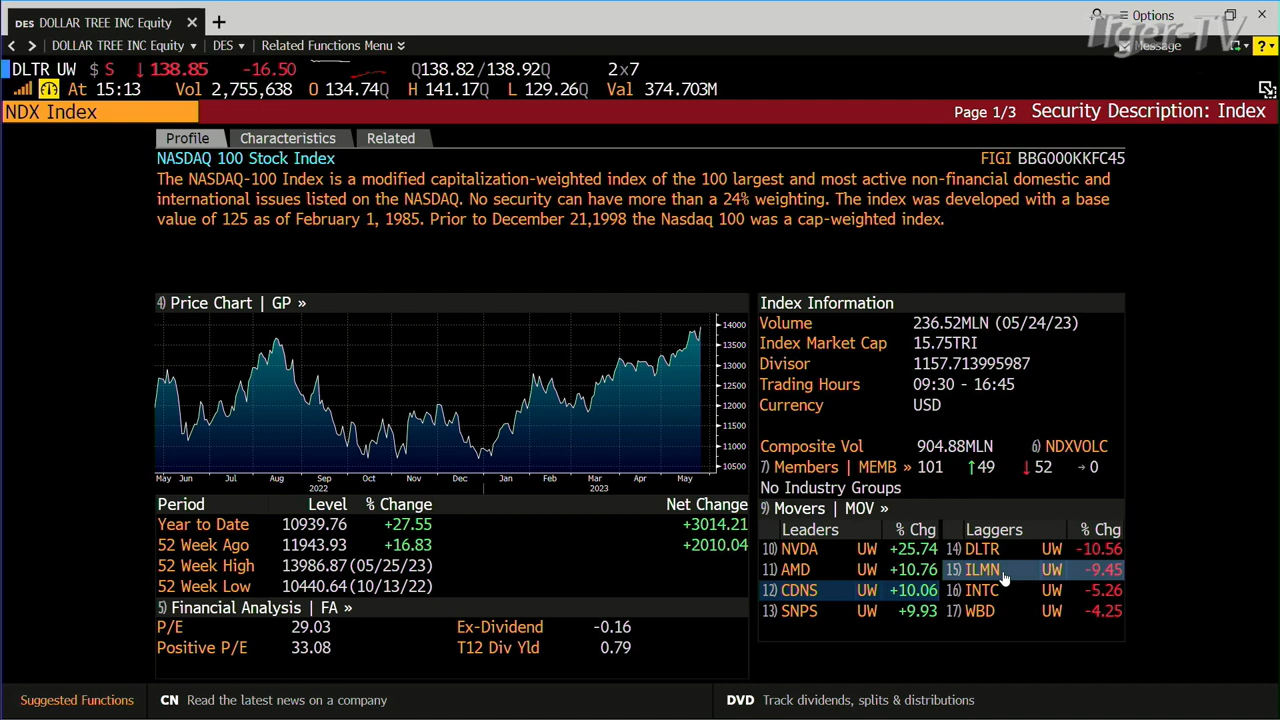 DES DOLLAR TREE INC Equity × +
Options
Tiger-TV
< > DOLLAR TREE INC Equity ▾ DES ▾ Related Functions Menu
Message
?
DLTR UW $ S ↓ 138.85 -16.50 Q138.82/138.92Q 2x7
At 15:13 Vol 2,755,638 O 134.74Q H 141.17Q L 129.26Q Val 374.703M
NDX Index Page 1/3 Security Description: Index
Profile Characteristics Related
NASDAQ 100 Stock Index FIGI BBG000KKFC45
The NASDAQ-100 Index is a modified capitalization-weighted index of the 100 largest and most active non-financial domestic and
international issues listed on the NASDAQ. No security can have more than a 24% weighting. The index was developed with a base
value of 125 as of February 1, 1985. Prior to December 21,1998 the Nasdaq 100 was a cap-weighted index.
4) Price Chart | GP »
14000
13500
13000
12500
12000
11500
11000
10500
May Jun Jul Aug Sep Oct Nov Dec Jan Feb Mar Apr May
2022 2023
Period Level % Change Net Change
Year to Date 10939.76 +27.55 +3014.21
52 Week Ago 11943.93 +16.83 +2010.04
52 Week High 13986.87 (05/25/23)
52 Week Low 10440.64 (10/13/22)
5) Financial Analysis | FA »
P/E 29.03 Ex-Dividend -0.16
Positive P/E 33.08 T12 Div Yld 0.79
Index Information
Volume 236.52MLN (05/24/23)
Index Market Cap 15.75TRI
Divisor 1157.713995987
Trading Hours 09:30 - 16:45
Currency USD
Composite Vol 904.88MLN 6) NDXVOLC
7) Members | MEMB » 101 ↑49 ↓52 →0
No Industry Groups
9) Movers | MOV »
Leaders % Chg Laggers % Chg
10) NVDA UW +25.74 14) DLTR UW -10.56
11) AMD UW +10.76 15) ILMN UW -9.45
12) CDNS UW +10.06 16) INTC UW -5.26
13) SNPS UW +9.93 17) WBD UW -4.25
Suggested Functions CN Read the latest news on a company DVD Track dividends, splits & distributions